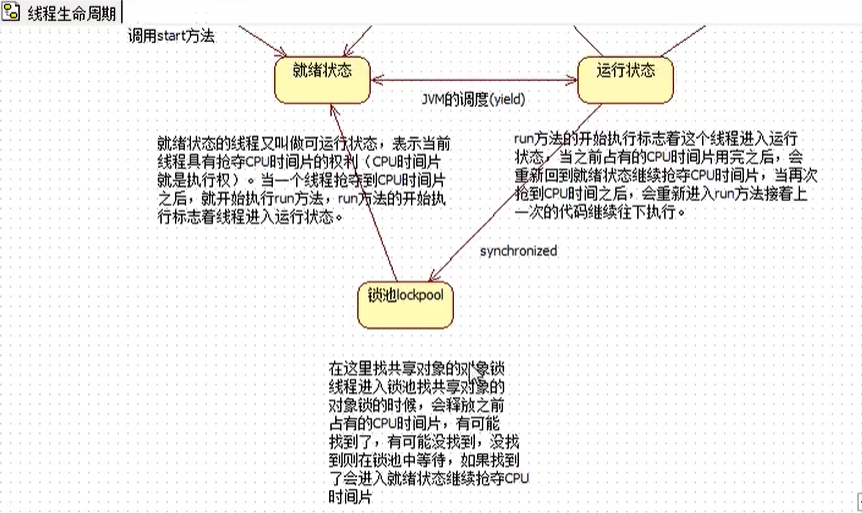 线程生命周期
调用start方法
就绪状态
运行状态
JVM的调度(yield)
就绪状态的线程又叫做可运行状态，表示当前
线程具有抢夺CPU时间片的权利（CPU时间片
就是执行权）。当一个线程抢夺到CPU时间片
之后，就开始执行run方法，run方法的开始执
行标志着线程进入运行状态。
run方法的开始执行标志着这个线程进入运行
状态，当之前占有的CPU时间片用完之后，会
重新回到就绪状态继续抢夺CPU时间片，当再次
抢到CPU时间之后，会重新进入run方法接着上
一次的代码继续往下执行。
synchronized
锁池lockpool
在这里找共享对象的对象锁
线程进入锁池找共享对象的
对象锁的时候，会释放之前
占有的CPU时间片，有可能
找到了，有可能没找到，没找
到则在锁池中等待，如果找到
了会进入就绪状态继续抢夺CPU
时间片